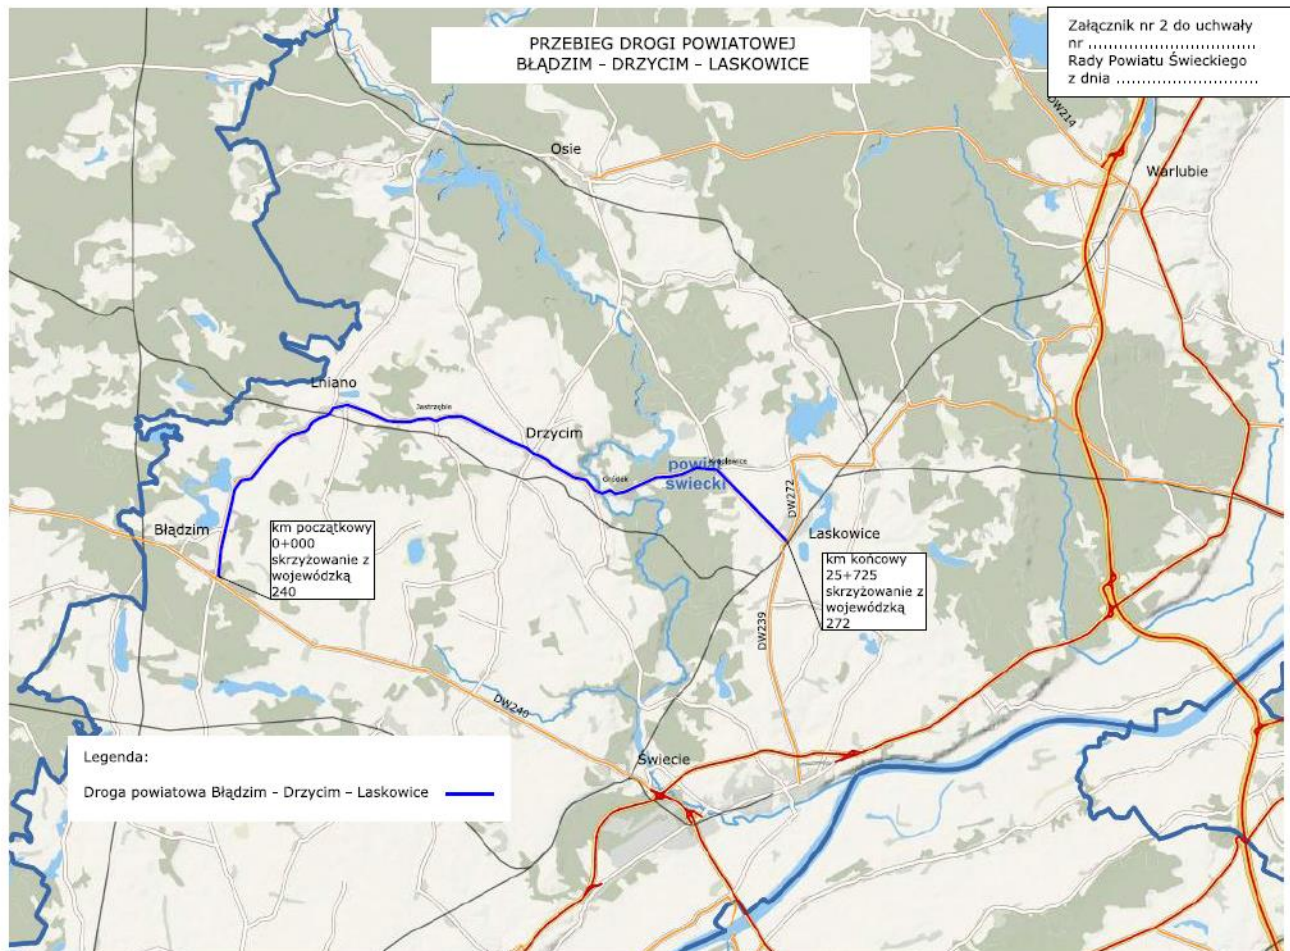 PRZEBIEG DROGI POWIATOWEJ
BŁĄDZIM – DRZYCIM – LASKOWICE
Załącznik nr 2 do uchwały
nr ................................
Rady Powiatu Świeckiego
z dnia ...........................
DW214
Osie
Warlubie
Lniano
Jastrzębie
Drzycim
Gródek
powiat
świecki
Krąplewice
DW272
Błądzim
Laskowice
km początkowy
0+000
skrzyżowanie z
wojewódzką
240
km końcowy
25+725
skrzyżowanie z
wojewódzką
272
DW239
DW240
Świecie
Legenda:
Droga powiatowa Błądzim - Drzycim – Laskowice